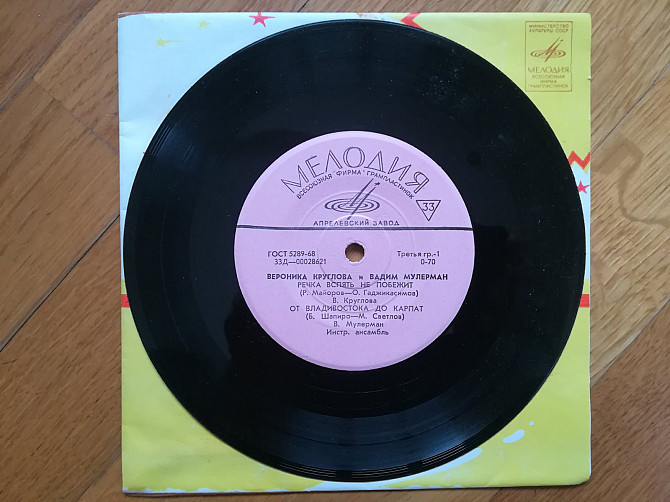 МИНИСТЕРСТВО
КУЛЬТУРЫ СССР
МЕЛОДИЯ
ВСЕСОЮЗНАЯ
ФИРМА
ГРАМПЛАСТИНОК
МЕЛОДИЯ
ВСЕСОЮЗНАЯ "ФИРМА" ГРАМПЛАСТИНОК
33
АПРЕЛЕВСКИЙ ЗАВОД
ГОСТ 5289-68 Третья гр.-1
33Д—00028621 0-70
ВЕРОНИКА КРУГЛОВА и ВАДИМ МУЛЕРМАН
РЕЧКА ВСПЯТЬ НЕ ПОБЕЖИТ
(Р. Майоров—О. Гаджикасимов)
В. Круглова
ОТ ВЛАДИВОСТОКА ДО КАРПАТ
(Б. Шапиро—М. Светлов)
В. Мулерман
Инстр. ансамбль